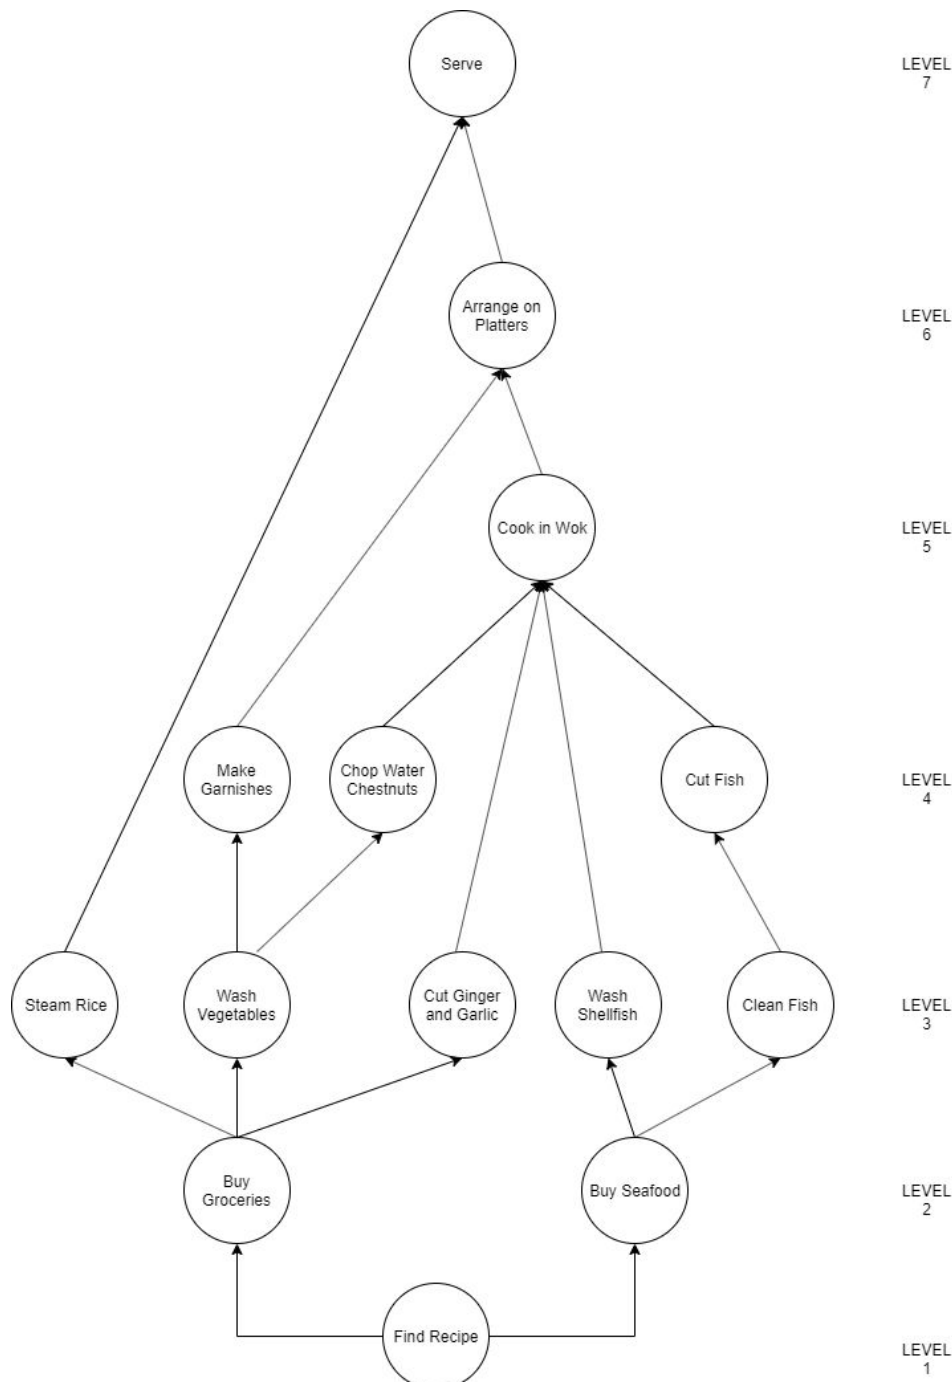 Serve
LEVEL
7
Arrange on
Platters
LEVEL
6
Cook in Wok
LEVEL
5
Make
Garnishes
Chop Water
Chestnuts
Cut Fish
LEVEL
4
Steam Rice
Wash
Vegetables
Cut Ginger
and Garlic
Wash
Shellfish
Clean Fish
LEVEL
3
Buy
Groceries
Buy Seafood
LEVEL
2
Find Recipe
LEVEL
1